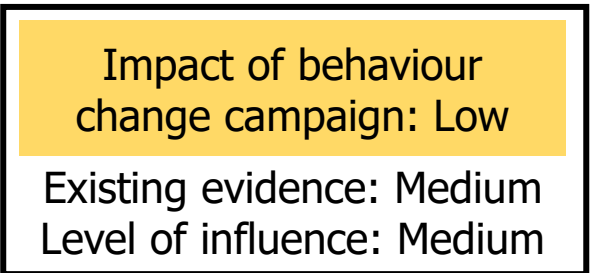 Impact of behaviour
change campaign: Low
Existing evidence: Medium
Level of influence: Medium